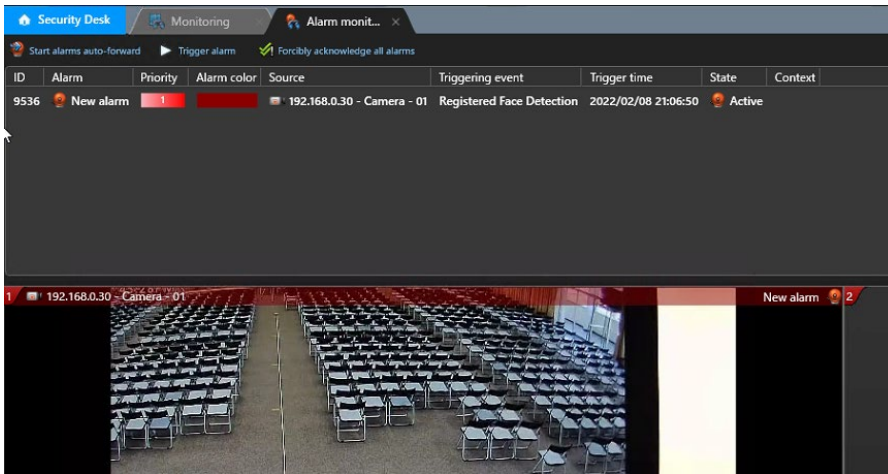 Security Desk
Monitoring
Alarm monit...
Start alarms auto-forward
Trigger alarm
Forcibly acknowledge all alarms
ID Alarm Priority Alarm color Source Triggering event Trigger time State Context
9536 New alarm 1 192.168.0.30 - Camera - 01 Registered Face Detection 2022/02/08 21:06:50 Active
1 192.168.0.30 - Camera - 01 New alarm 2